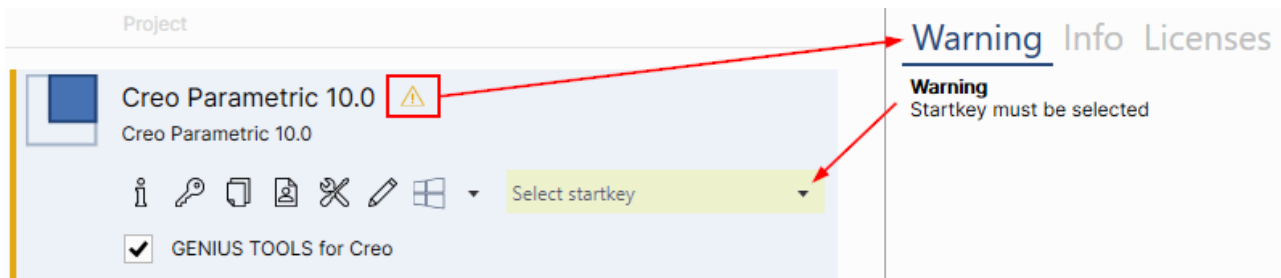 Project
Warning Info Licenses
Creo Parametric 10.0
Creo Parametric 10.0
Warning
Startkey must be selected
Select startkey
GENIUS TOOLS for Creo